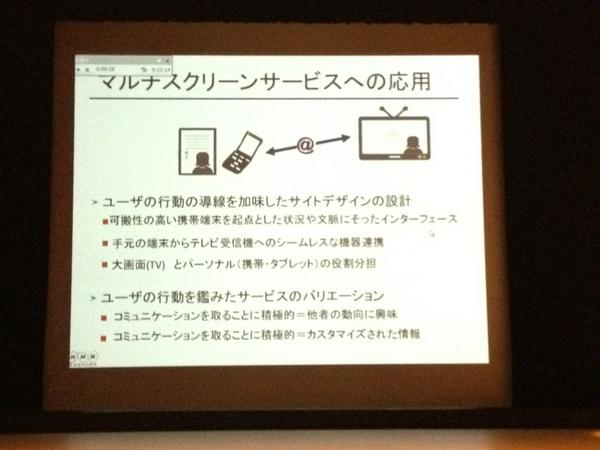 マルチスクリーンサービスへの応用
@
➢ ユーザの行動の導線を加味したサイトデザインの設計
■可搬性の高い携帯端末を起点とした状況や文脈にそったインターフェース
■ 手元の端末からテレビ受信機へのシームレスな機器連携
■ 大画面(TV) とパーソナル(携帯・タブレット)の役割分担
➢ ユーザの行動を鑑みたサービスのバリエーション
■ コミュニケーションを取ることに積極的＝他者の動向に興味
■ コミュニケーションを取ることに積極的＝カスタマイズされた情報
NHK